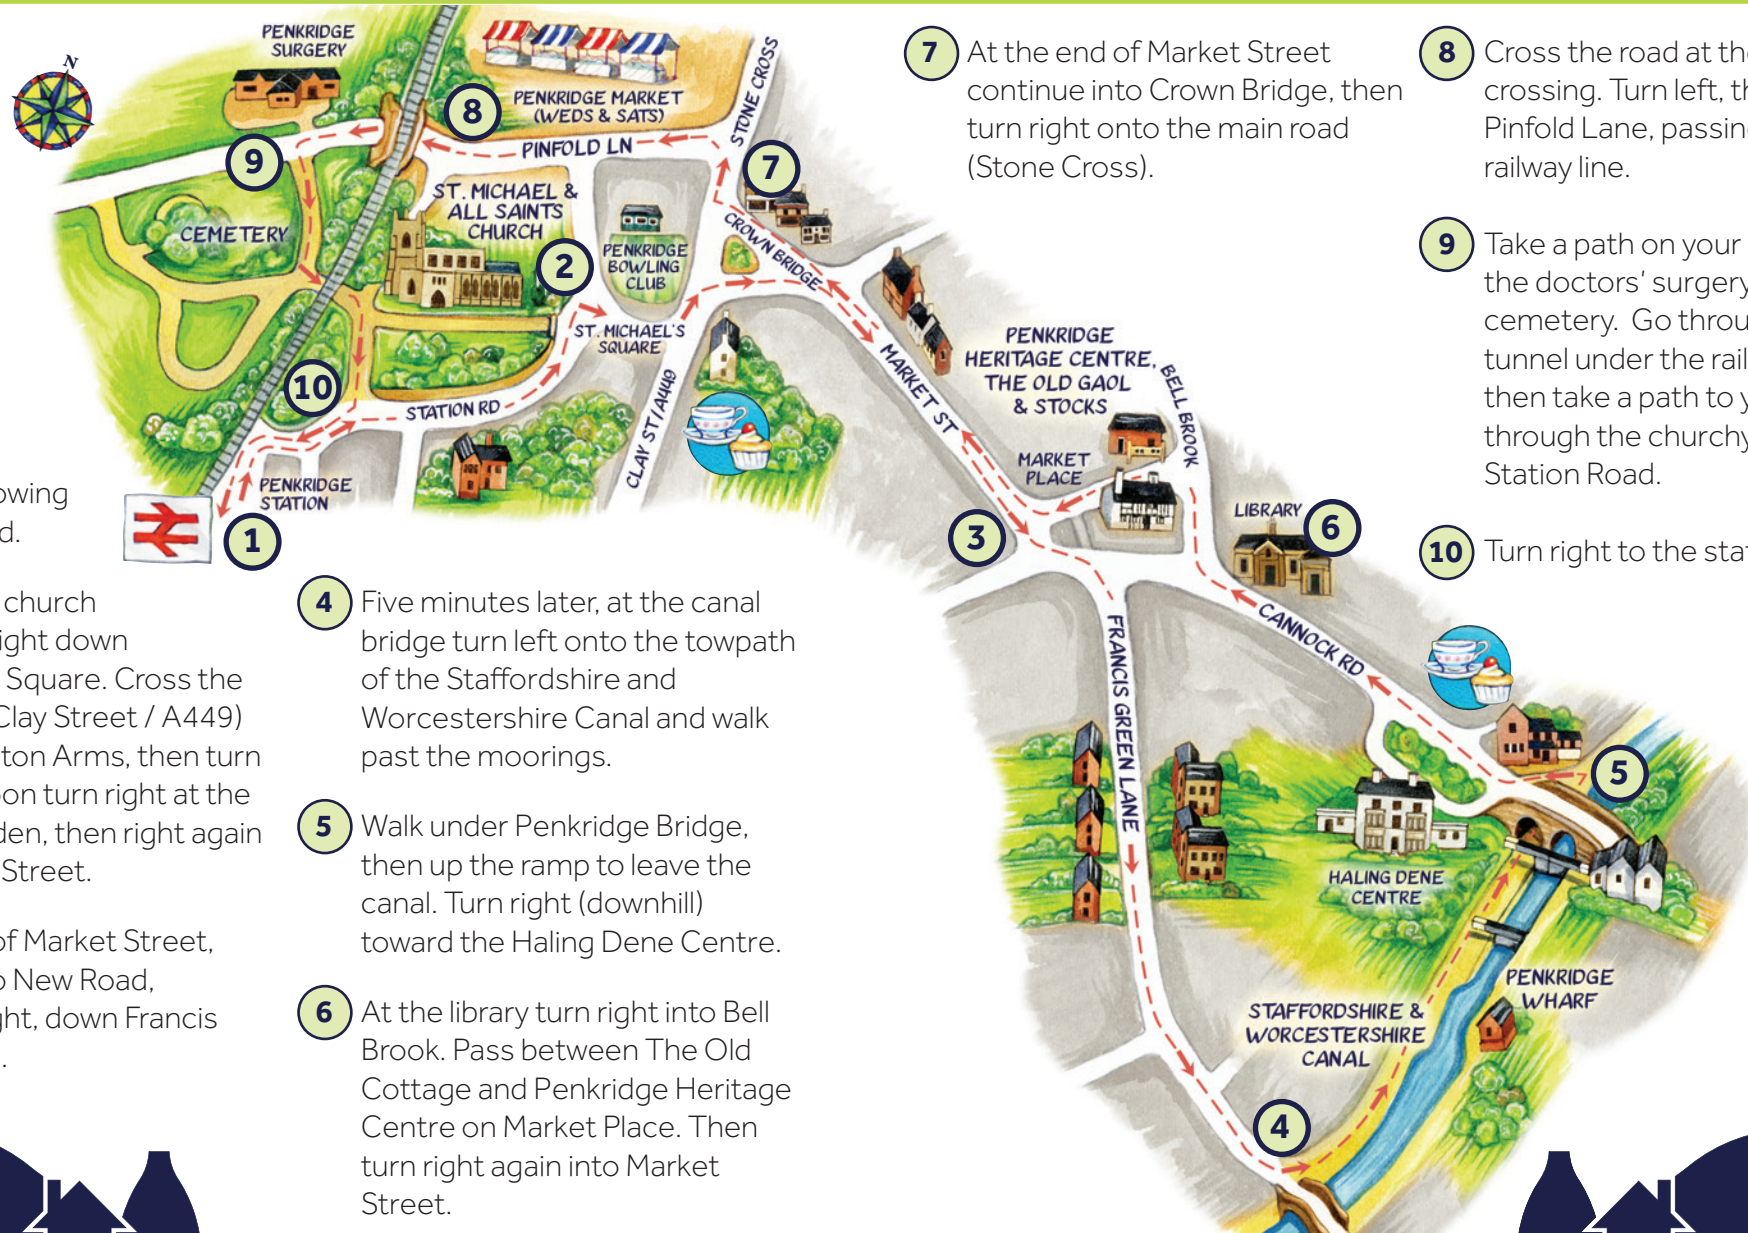 N
PENKRIDGE
SURGERY
PENKRIDGE MARKET
(WEDS & SATS)
STONE CROSS
8
9
PINFOLD LN
7
ST. MICHAEL &
ALL SAINTS
CHURCH
CEMETERY
2
PENKRIDGE
BOWLING
CLUB
CROWN BRIDGE
ST. MICHAEL'S
SQUARE
10
STATION RD
CLAY ST/A449
MARKET ST
PENKRIDGE
HERITAGE CENTRE,
THE OLD GAOL
& STOCKS
BELL BROOK
MARKET
PLACE
PENKRIDGE
STATION
1
3
LIBRARY
6
CANNOCK RD
FRANCIS GREEN LANE
5
HALING DENE
CENTRE
PENKRIDGE
WHARF
STAFFORDSHIRE &
WORCESTERSHIRE
CANAL
4
owing
d.
church
ight down
Square. Cross the
Clay Street / A449)
ton Arms, then turn
oon turn right at the
den, then right again
Street.
of Market Street,
o New Road,
ght, down Francis
.
4 Five minutes later, at the canal
bridge turn left onto the towpath
of the Staffordshire and
Worcestershire Canal and walk
past the moorings.
5 Walk under Penkridge Bridge,
then up the ramp to leave the
canal. Turn right (downhill)
toward the Haling Dene Centre.
6 At the library turn right into Bell
Brook. Pass between The Old
Cottage and Penkridge Heritage
Centre on Market Place. Then
turn right again into Market
Street.
7 At the end of Market Street
continue into Crown Bridge, then
turn right onto the main road
(Stone Cross).
8 Cross the road at the
crossing. Turn left, th
Pinfold Lane, passin
railway line.
9 Take a path on your
the doctors' surgery
cemetery. Go throu
tunnel under the rail
then take a path to y
through the churchy
Station Road.
10 Turn right to the sta